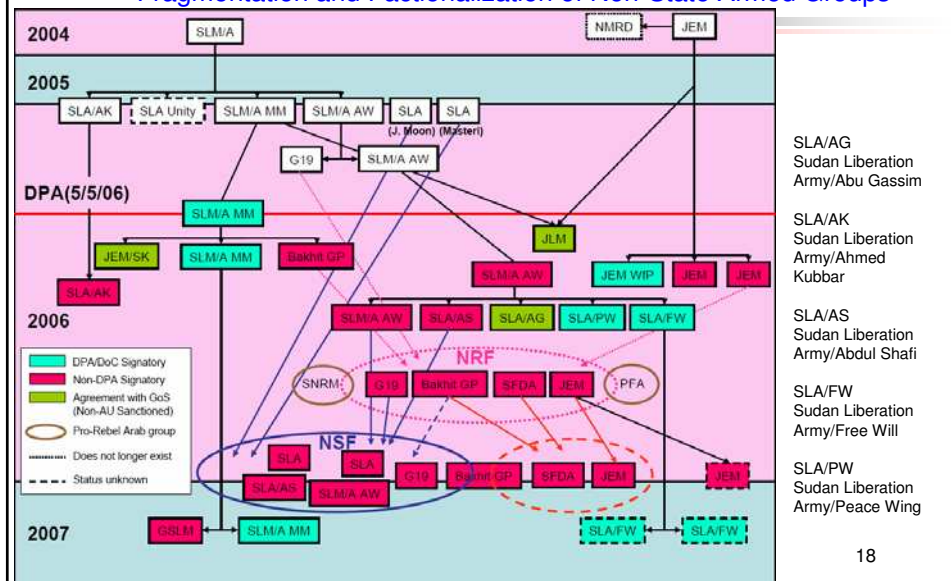 Fragmentation and Factionalization of Non-State Armed Groups
2004
SLM/A
NMRD
JEM
2005
SLA/AK
SLA Unity
SLM/A MM
SLM/A AW
SLA
(J. Moon)
SLA
(Masteri)
G19
SLM/A AW
DPA(5/5/06)
SLM/A MM
JLM
JEM/SK
SLM/A MM
Bakhit GP
SLM/A AW
JEM WIP
JEM
JEM
SLA/AK
2006
SLM/A AW
SLA/AS
SLA/AG
SLA/PW
SLA/FW
NRF
SNRM
G19
Bakhit GP
SFDA
JEM
PFA
DPA/DoC Signatory
Non-DPA Signatory
Agreement with GoS
(Non-AU Sanctioned)
Pro-Rebel Arab group
Does not longer exist
Status unknown
NSF
SLA
SLA
SLA/AS
SLM/A AW
G19
Bakhit GP
SFDA
JEM
JEM
2007
GSLM
SLM/A MM
SLA/FW
SLA/FW
SLA/AG
Sudan Liberation
Army/Abu Gassim
SLA/AK
Sudan Liberation
Army/Ahmed
Kubbar
SLA/AS
Sudan Liberation
Army/Abdul Shafi
SLA/FW
Sudan Liberation
Army/Free Will
SLA/PW
Sudan Liberation
Army/Peace Wing
18